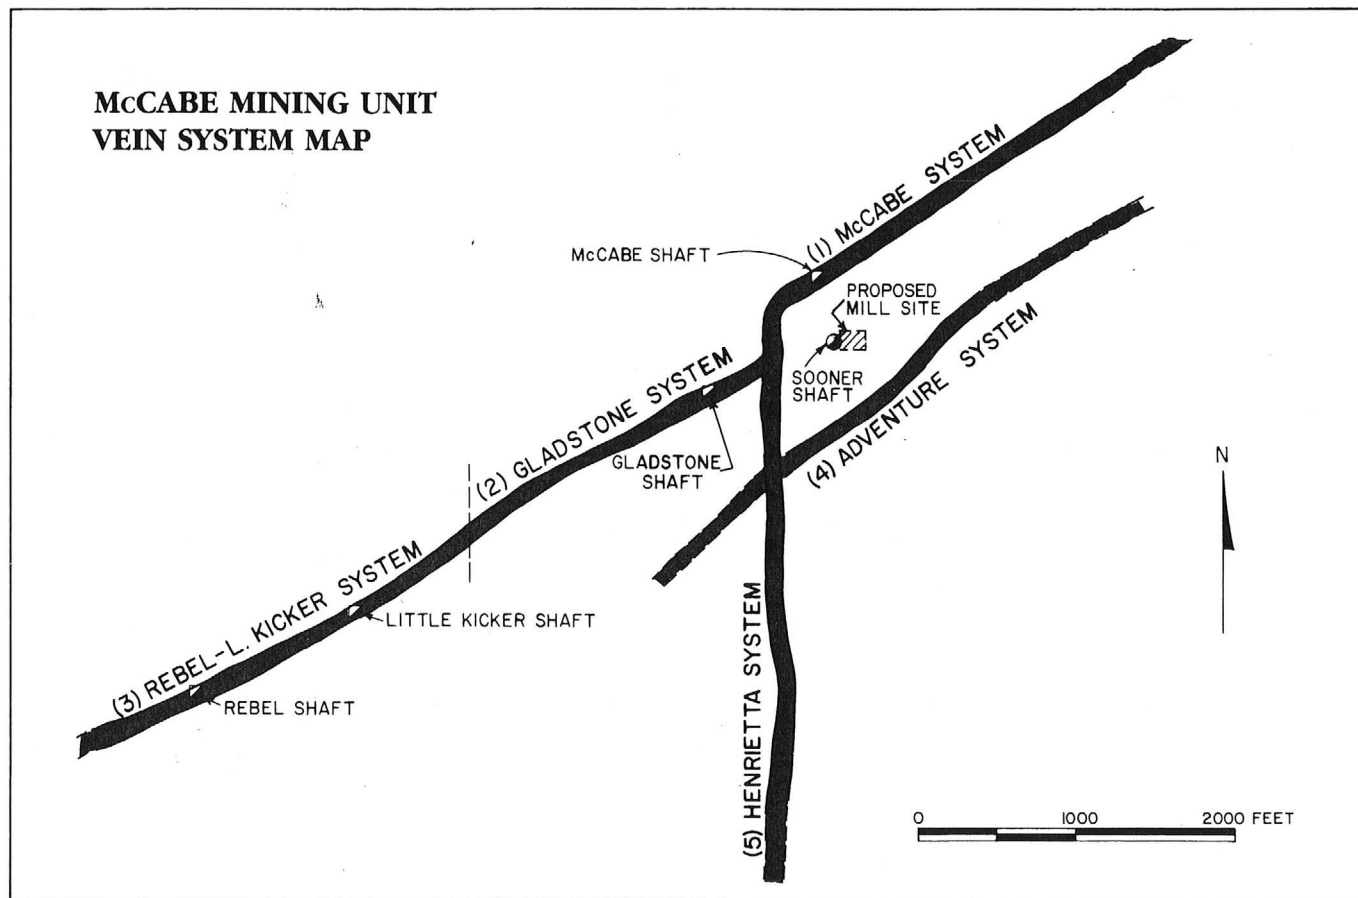 McCABE MINING UNIT
VEIN SYSTEM MAP
(1) McCABE SYSTEM
McCABE SHAFT
PROPOSED
MILL SITE
SOONER
SHAFT
(2) GLADSTONE SYSTEM
GLADSTONE
SHAFT
(4) ADVENTURE SYSTEM
N
(3) REBEL-L. KICKER SYSTEM
LITTLE KICKER SHAFT
REBEL SHAFT
(5) HENRIETTA SYSTEM
0 1000 2000 FEET